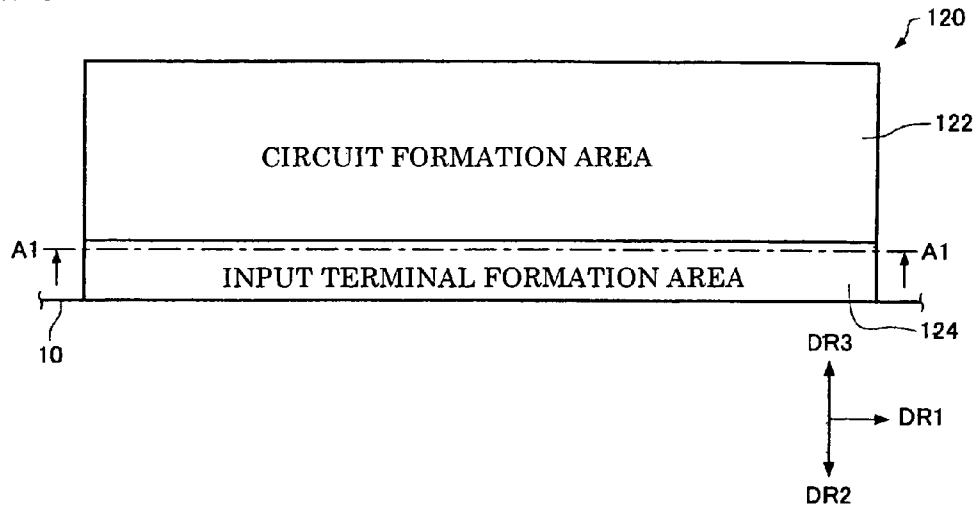 120
122
CIRCUIT FORMATION AREA
A1 A1
INPUT TERMINAL FORMATION AREA
10 124
DR3
DR1
DR2